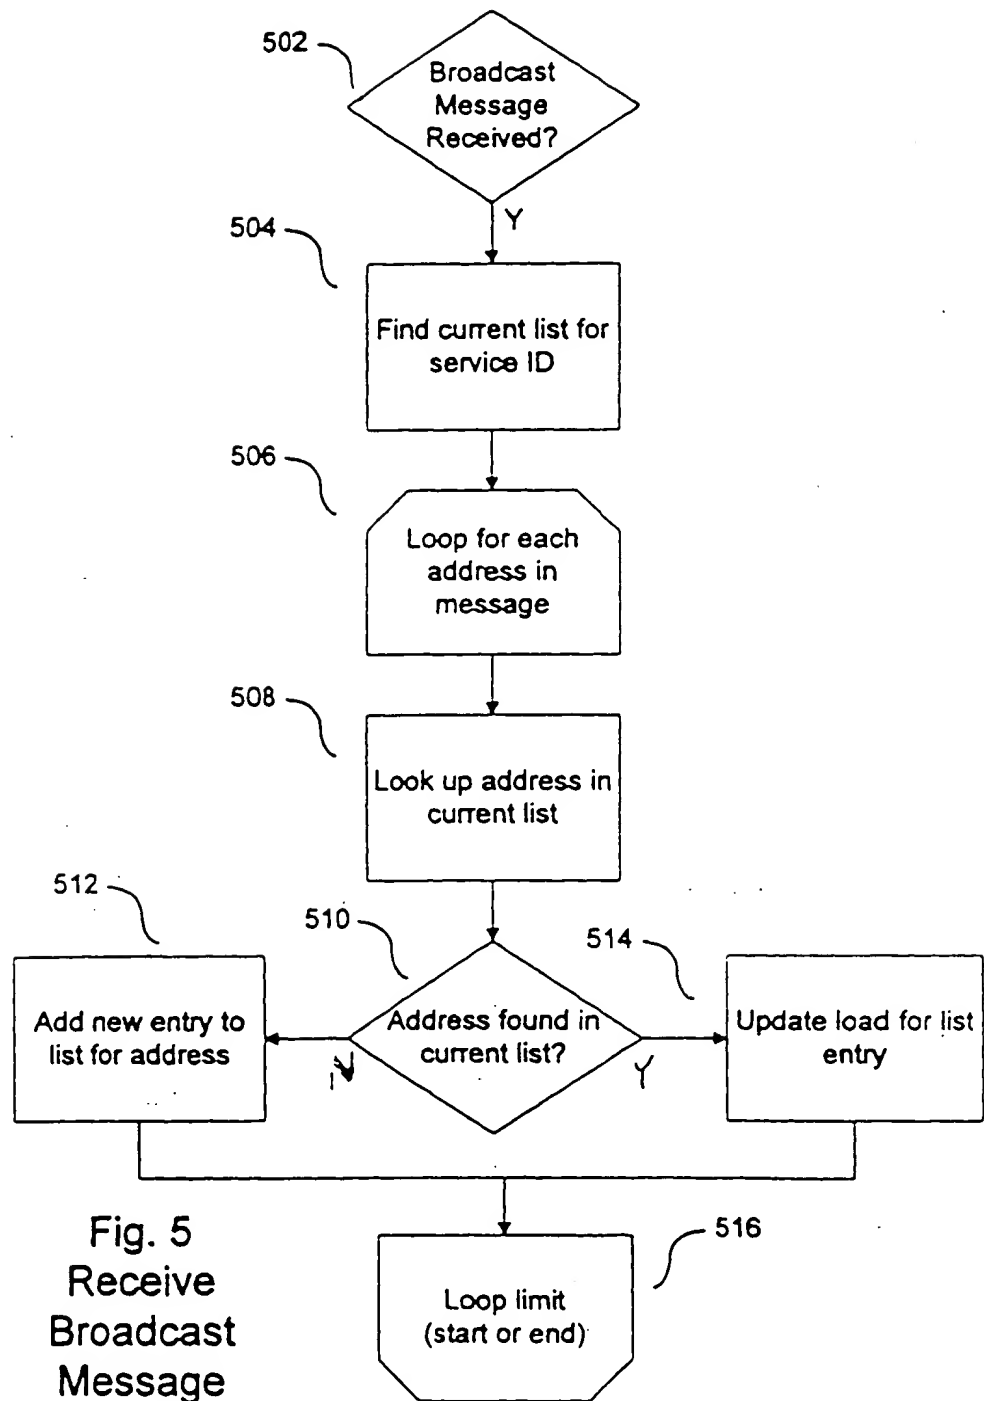 502
Broadcast
Message
Received?
Y
504
Find current list for
service ID
506
Loop for each
address in
message
508
Look up address in
current list
512
510
514
Add new entry to
list for address
Address found in
current list?
Update load for list
entry
N
Y
516
Loop limit
(start or end)
Fig. 5
Receive
Broadcast
Message